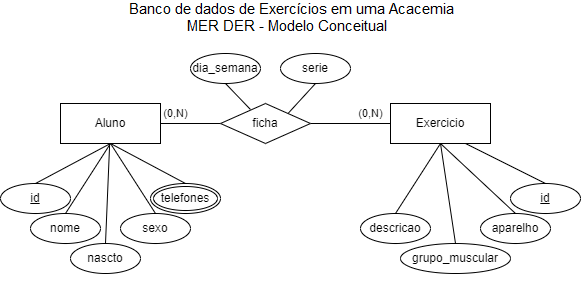 Banco de dados de Exercícios em uma Acacemia
MER DER - Modelo Conceitual
dia_semana
serie
Aluno
(0,N)
ficha
(0,N)
Exercicio
id
telefones
id
nome
sexo
descricao
aparelho
nascto
grupo_muscular